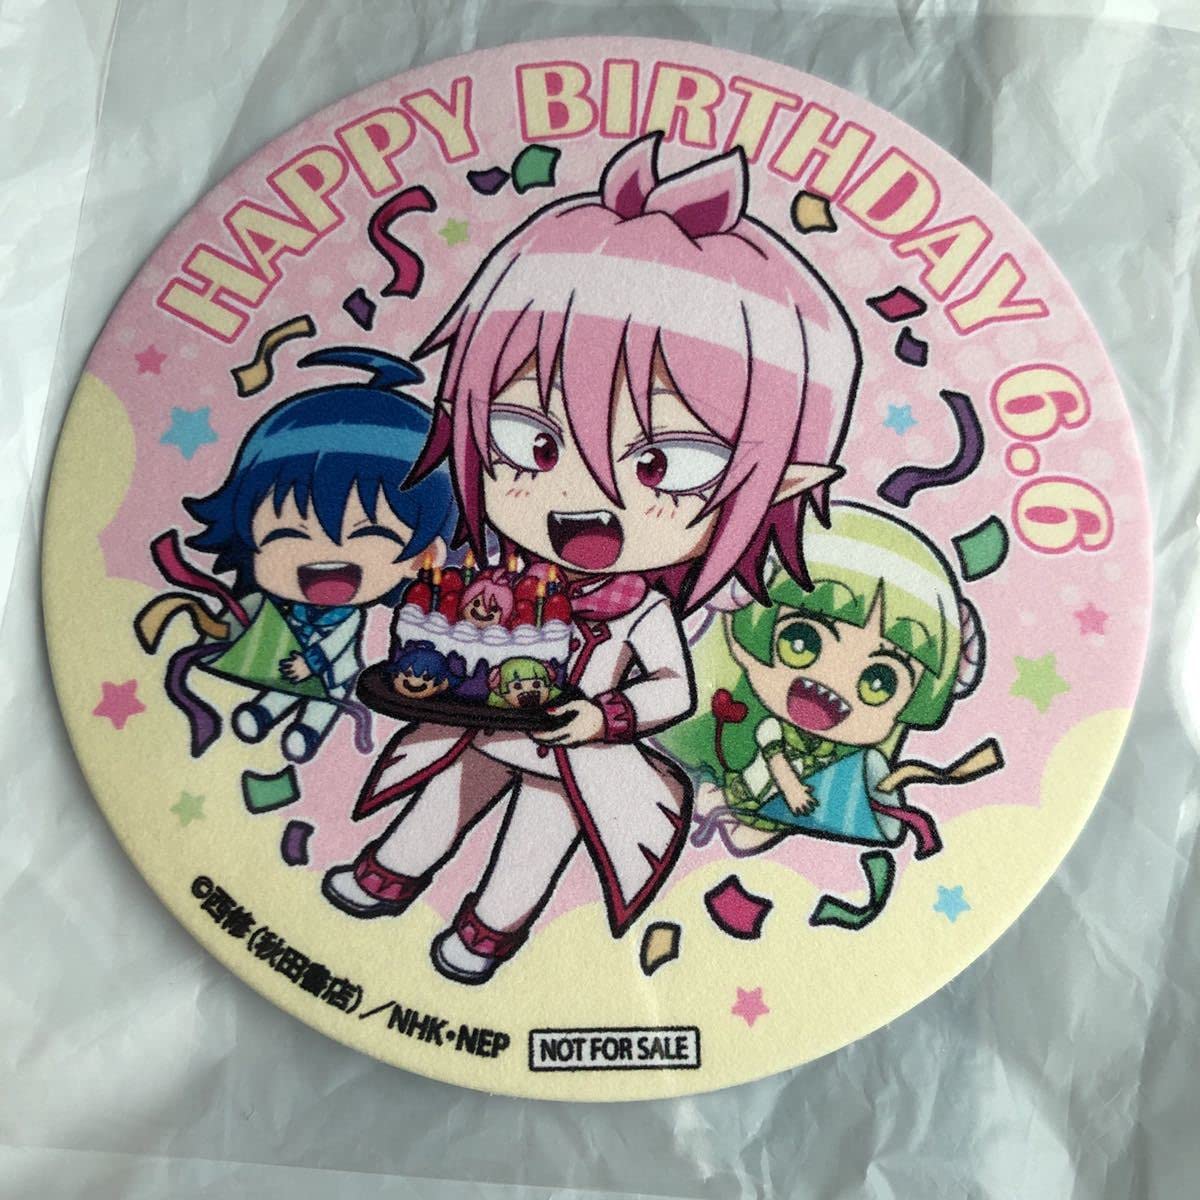 HAPPY BIRTHDAY 6.6
©西修(秋田書店)/NHK・NEP
NOT FOR SALE